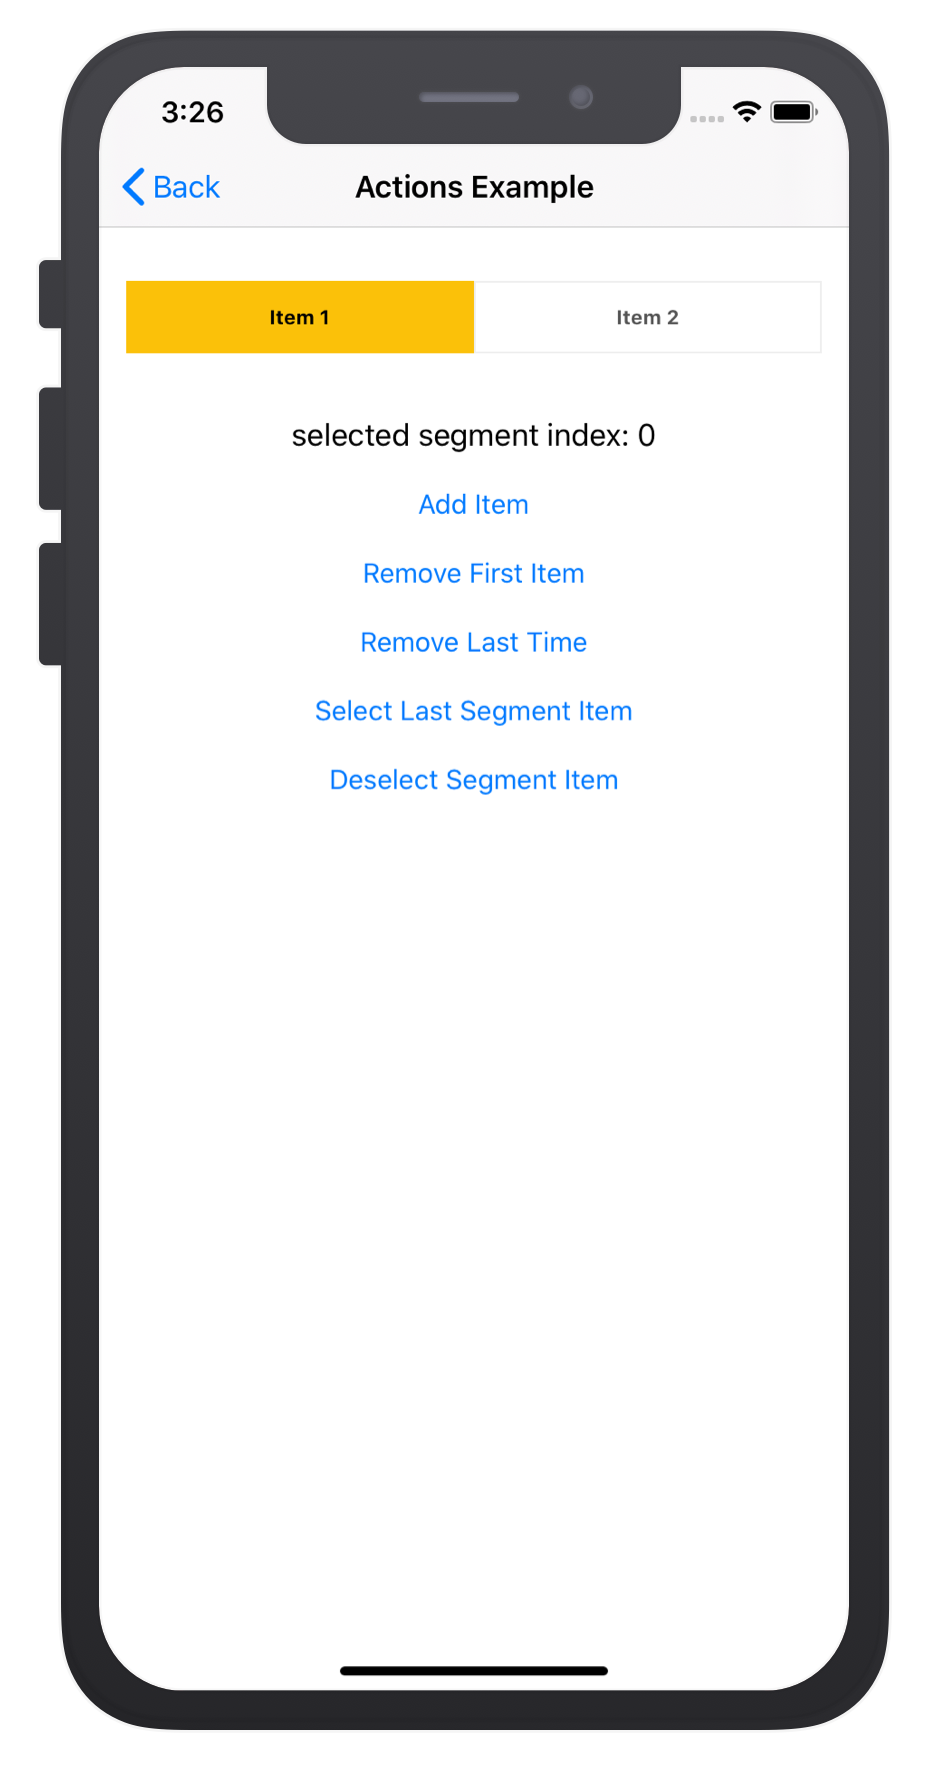 3:26
Back
Actions Example
Item 1
Item 2
selected segment index: 0
Add Item
Remove First Item
Remove Last Time
Select Last Segment Item
Deselect Segment Item